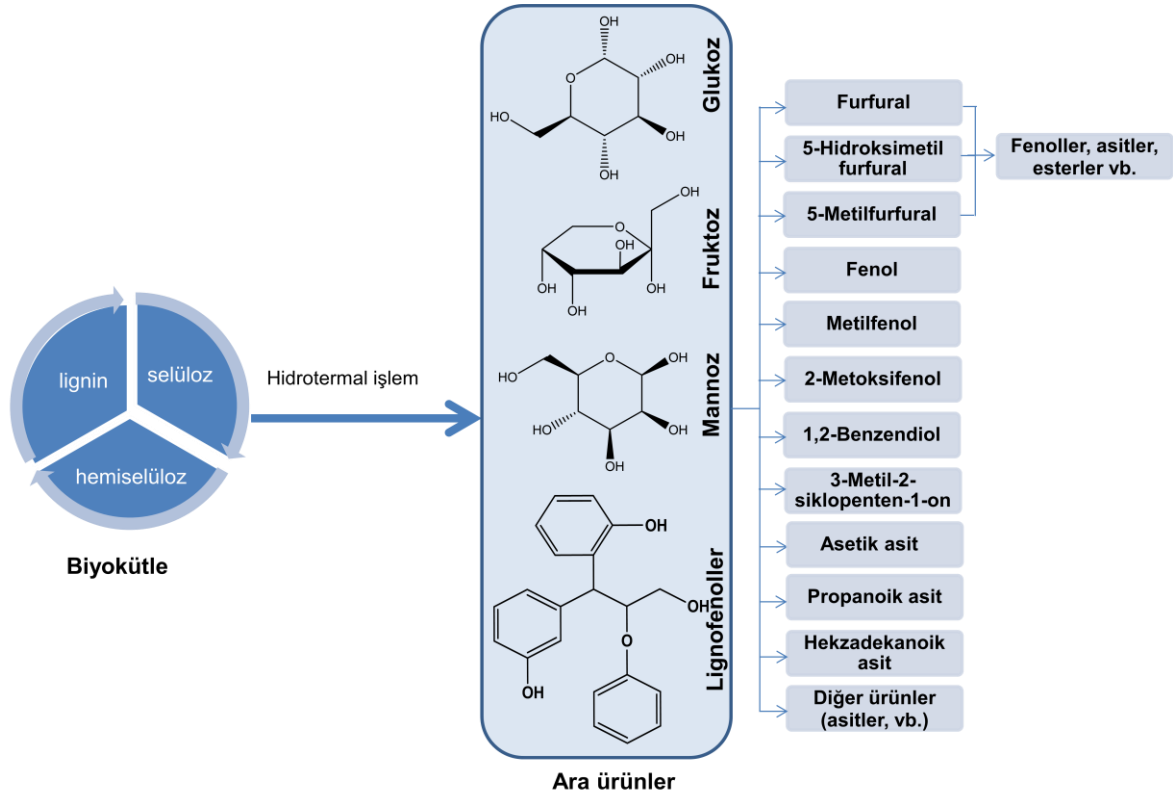 lignin
selüloz
hemiselüloz
Biyokütle
Hidrotermal işlem
OH
OH
O
HO
OH
OH
Glukoz
OH
O
OH
OH
OH
OH
Fruktoz
HO
O
OH
HO
OH
OH
Mannoz
OH
OH
O
OH
Lignofenoller
Ara ürünler
Furfural
5-Hidroksimetil
furfural
5-Metilfurfural
Fenoller, asitler,
esterler vb.
Fenol
Metilfenol
2-Metoksifenol
1,2-Benzendiol
3-Metil-2-
siklopenten-1-on
Asetik asit
Propanoik asit
Hekzadekanoik
asit
Diğer ürünler
(asitler, vb.)